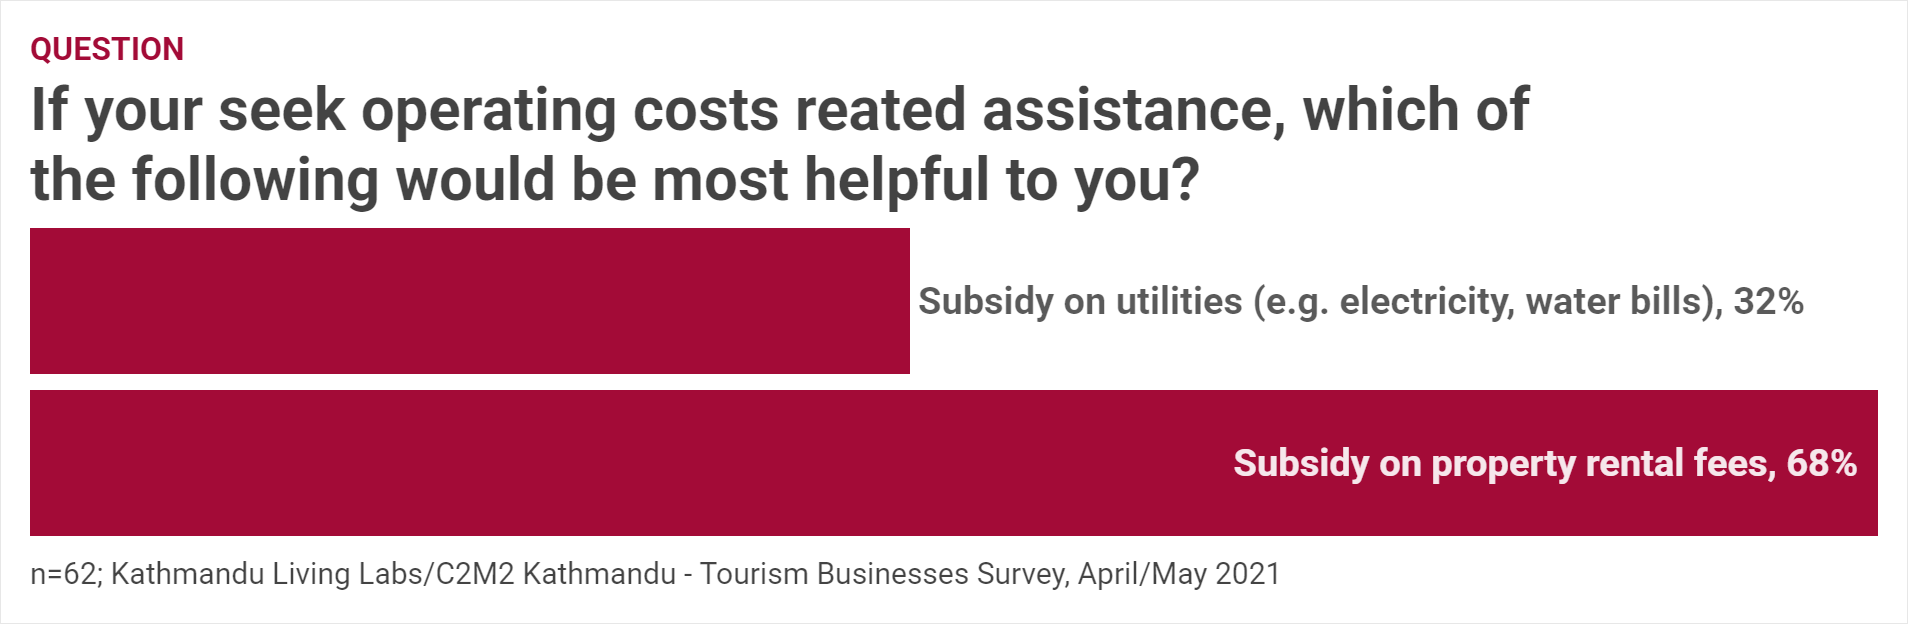 QUESTION
If your seek operating costs reated assistance, which of
the following would be most helpful to you?
Subsidy on utilities (e.g. electricity, water bills), 32%
Subsidy on property rental fees, 68%
n=62; Kathmandu Living Labs/C2M2 Kathmandu - Tourism Businesses Survey, April/May 2021